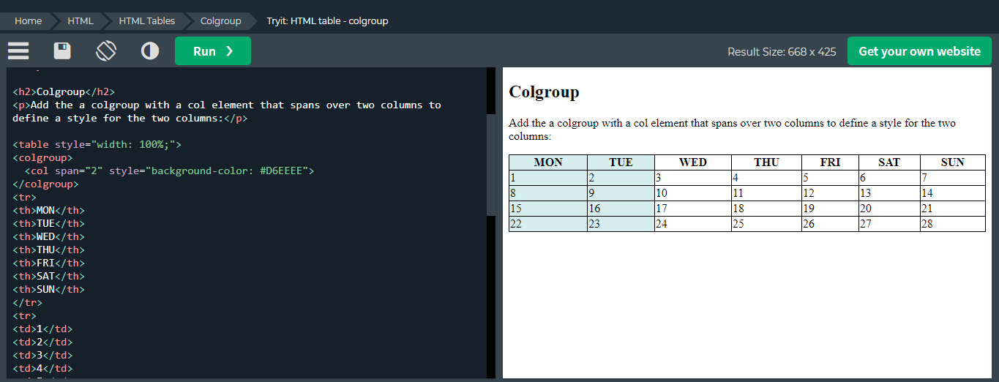 Home HTML HTML Tables Colgroup Tryit: HTML table - colgroup
Run ❯ Result Size: 668 x 425 Get your own website
<h2>Colgroup</h2>
<p>Add the a colgroup with a col element that spans over two columns to
define a style for the two columns:</p>
<table style="width: 100%;">
<colgroup>
  <col span="2" style="background-color: #D6EEEE">
</colgroup>
<tr>
<th>MON</th>
<th>TUE</th>
<th>WED</th>
<th>THU</th>
<th>FRI</th>
<th>SAT</th>
<th>SUN</th>
</tr>
<tr>
<td>1</td>
<td>2</td>
<td>3</td>
<td>4</td>
Colgroup
Add the a colgroup with a col element that spans over two columns to define a style for the two
columns:
MON TUE WED THU FRI SAT SUN
1 2 3 4 5 6 7
8 9 10 11 12 13 14
15 16 17 18 19 20 21
22 23 24 25 26 27 28